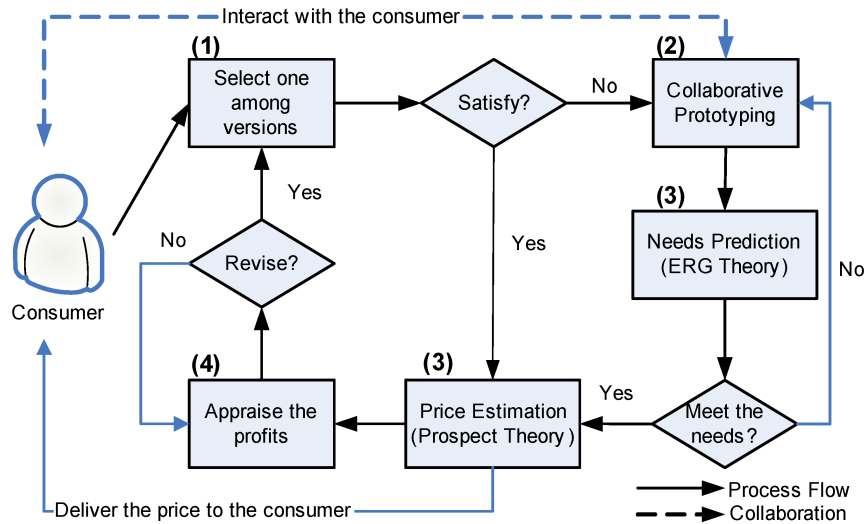 Interact with the consumer
(1)
Select one
among
versions
Satisfy?
No
(2)
Collaborative
Prototyping
Yes
No
Revise?
Yes
(3)
Needs Prediction
(ERG Theory)
No
Consumer
(4)
Appraise the
profits
(3)
Price Estimation
(Prospect Theory)
Yes
Meet the
needs?
Deliver the price to the consumer
Process Flow
Collaboration